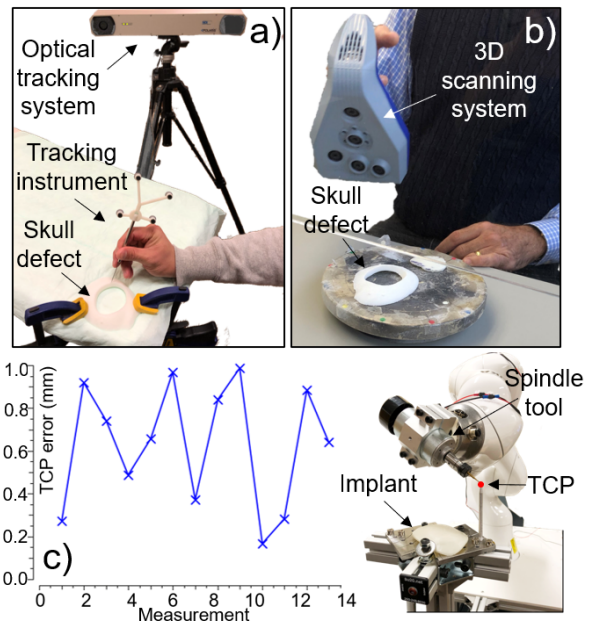 a)
Optical
tracking
system
Tracking
instrument
Skull
defect
b)
3D
scanning
system
Skull
defect
c)
TCP error (mm)
1.0
0.8
0.6
0.4
0.2
0.0
0 2 4 6 8 10 12 14
Measurement
Spindle
tool
TCP
Implant